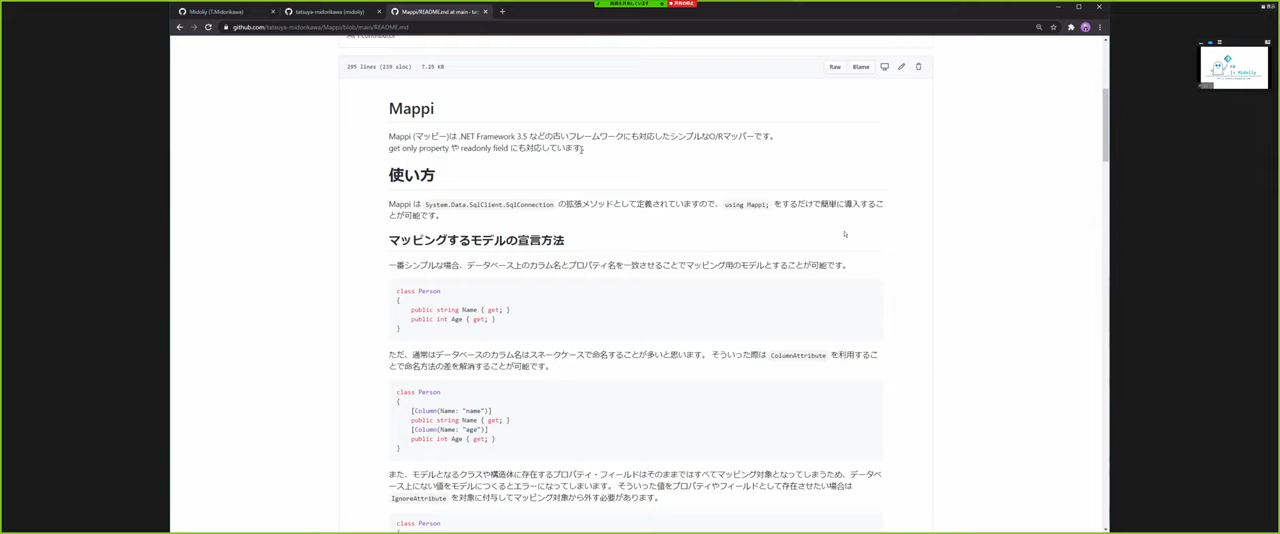 画面を共有しています 共有の停止
Midoliy (T.Midorikawa)
tatsuya-midorikawa (midoliy)
Mappi/README.md at main · tats
github.com/tatsuya-midorikawa/Mappi/blob/main/README.md
295 lines (239 sloc) 7.25 KB
Raw Blame
Mappi
Mappi (マッピー)は .NET Framework 3.5 などの古いフレームワークにも対応したシンプルなO/Rマッパーです。
get only property や readonly field にも対応しています。
使い方
Mappi は System.Data.SqlClient.SqlConnection の拡張メソッドとして定義されていますので、 using Mappi; をするだけで簡単に導入するこ
とが可能です。
マッピングするモデルの宣言方法
一番シンプルな場合、データベース上のカラム名とプロパティ名を一致させることでマッピング用のモデルとすることが可能です。
class Person
{
public string Name { get; }
public int Age { get; }
}
ただ、通常はデータベースのカラム名はスネークケースで命名することが多いと思います。 そういった際は ColumnAttribute を利用するこ
とで命名方法の差を解消することが可能です。
class Person
{
[Column(Name: "name")]
public string Name { get; }
[Column(Name: "age")]
public int Age { get; }
}
また、モデルとなるクラスや構造体に存在するプロパティ・フィールドはそのままではすべてマッピング対象となってしまうため、データベ
ース上にない値をモデルにつくるとエラーになってしまいます。 そういった値をプロパティやフィールドとして存在させたい場合は
IgnoreAttribute を対象に付与してマッピング対象から外す必要があります。
class Person